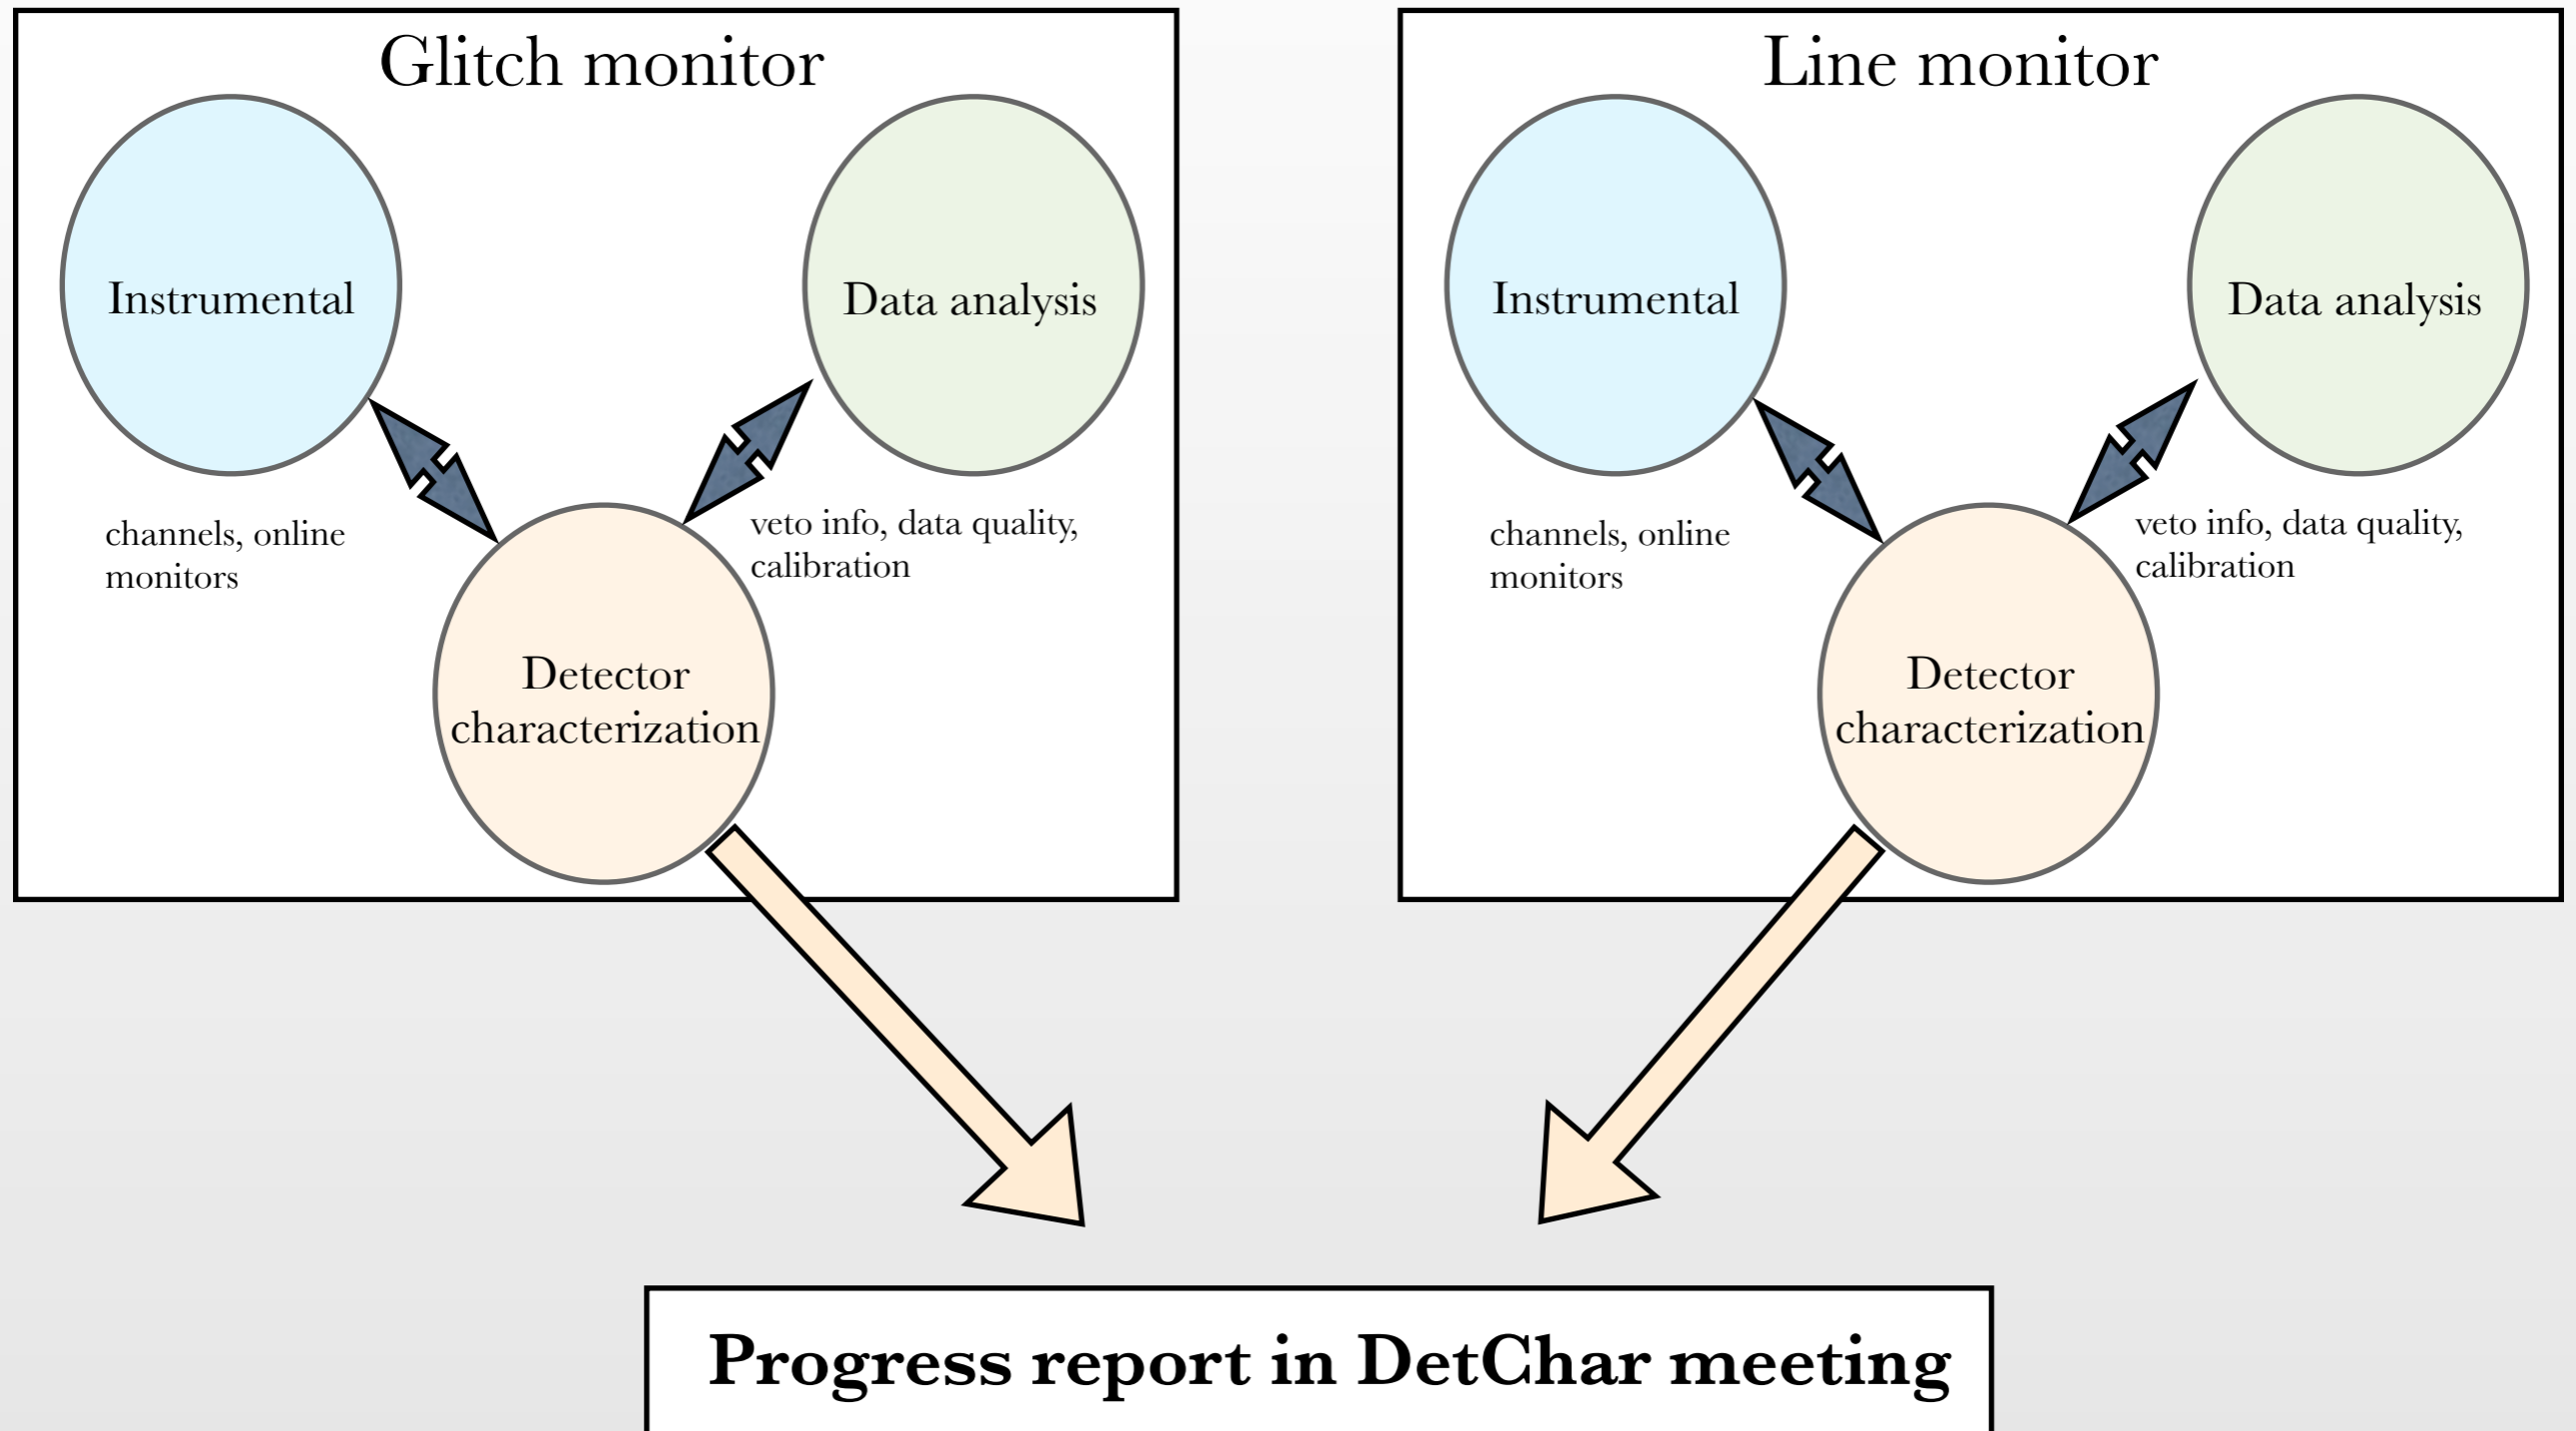 Glitch monitor
Instrumental
Data analysis
channels, online
monitors
veto info, data quality,
calibration
Detector
characterization
Line monitor
Instrumental
Data analysis
channels, online
monitors
veto info, data quality,
calibration
Detector
characterization
Progress report in DetChar meeting